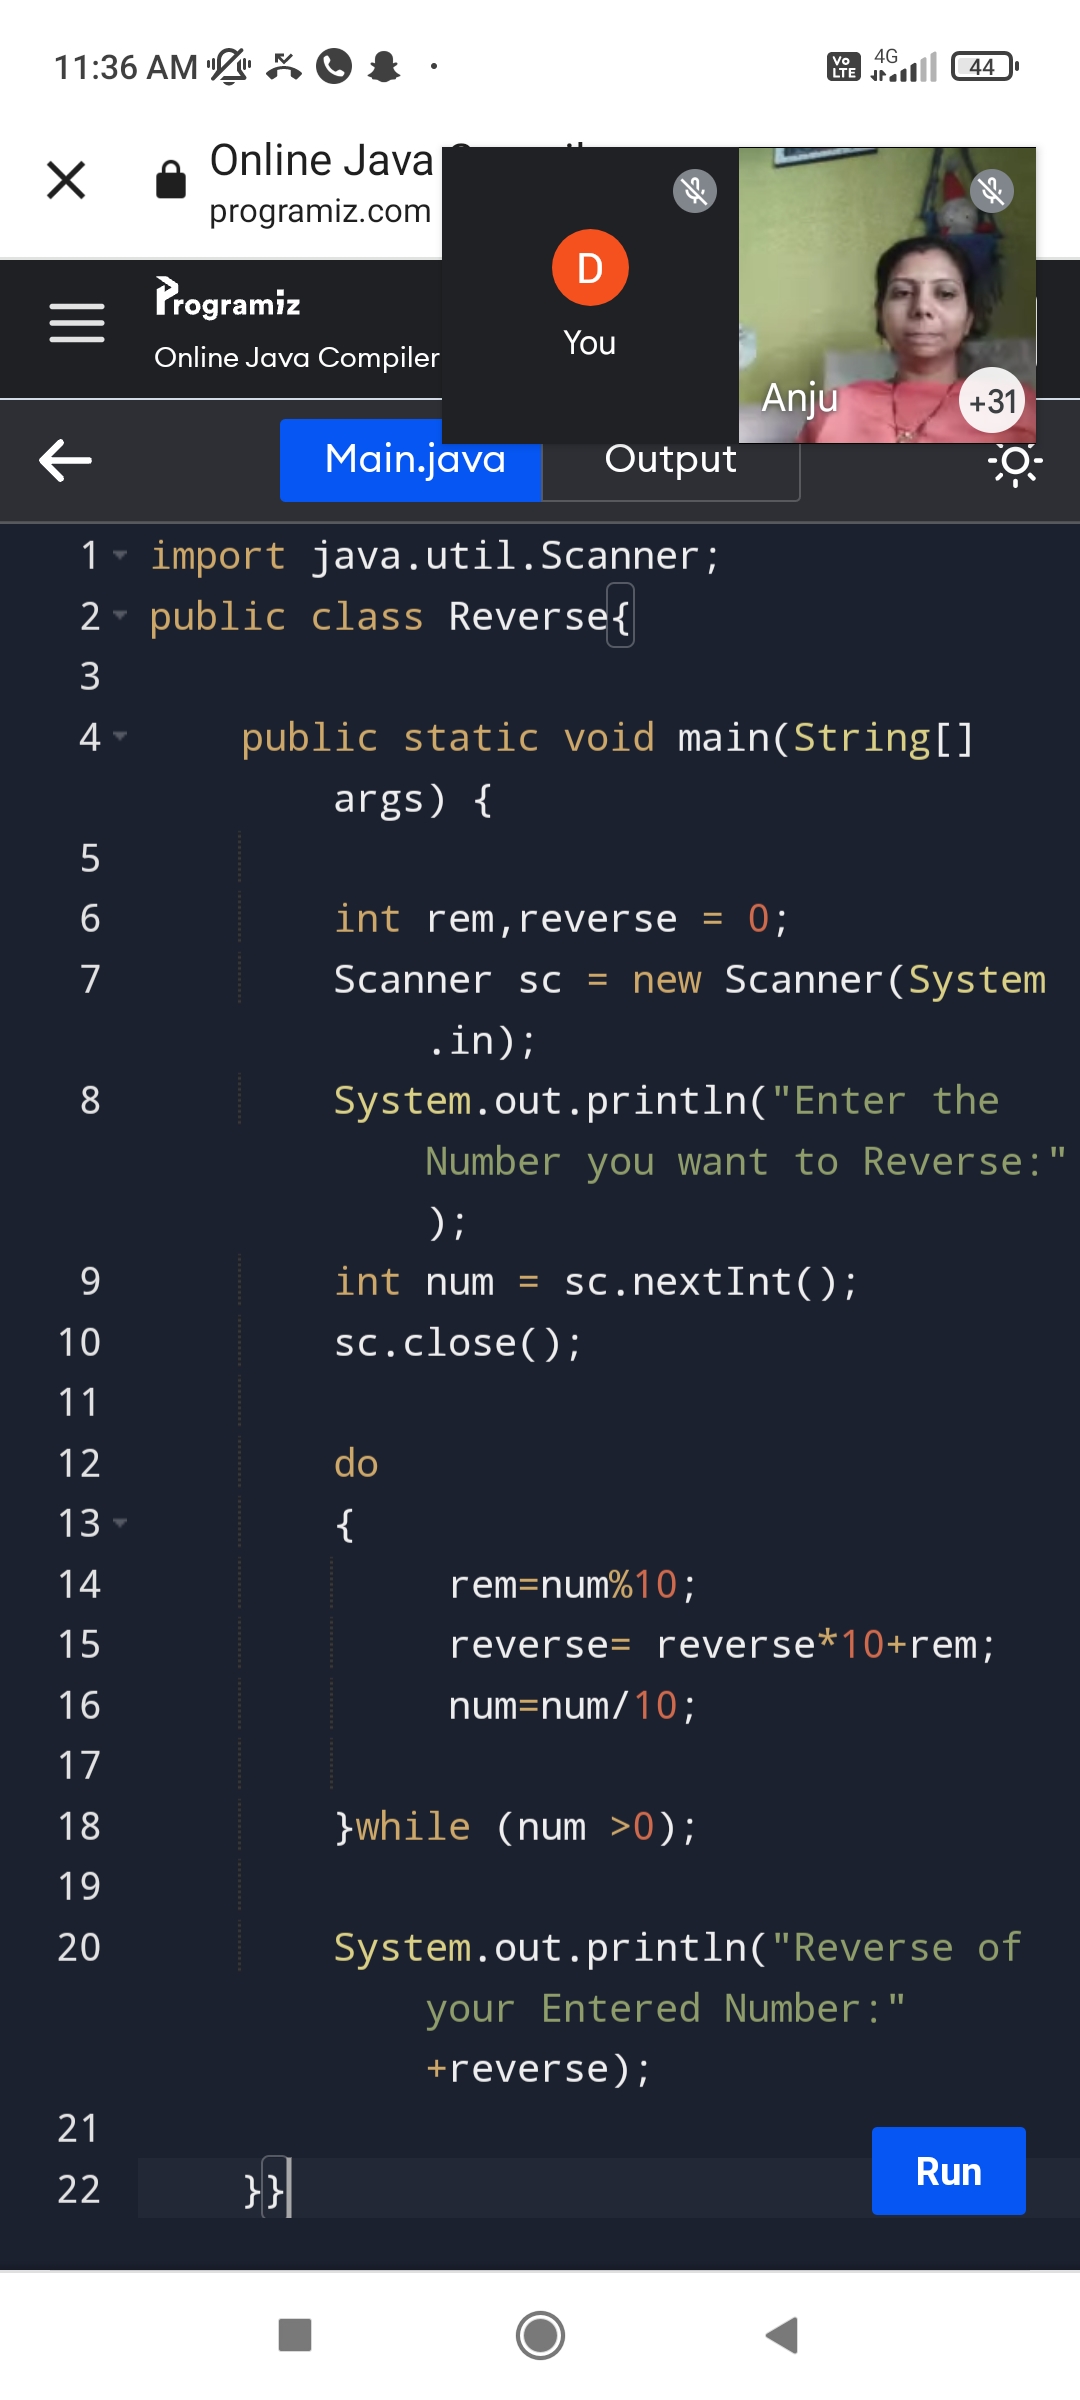 11:36 AM
Vo LTE 4G 44
Online Java
programiz.com
D
You
Anju
+31
Programiz
Online Java Compiler
Main.java Output
1 import java.util.Scanner;
2 public class Reverse{
3
4 public static void main(String[]
args) {
5
6 int rem,reverse = 0;
7 Scanner sc = new Scanner(System
.in);
8 System.out.println("Enter the
Number you want to Reverse:"
);
9 int num = sc.nextInt();
10 sc.close();
11
12 do
13 {
14 rem=num%10;
15 reverse= reverse*10+rem;
16 num=num/10;
17
18 }while (num >0);
19
20 System.out.println("Reverse of
your Entered Number:"
+reverse);
21
22 }}
Run